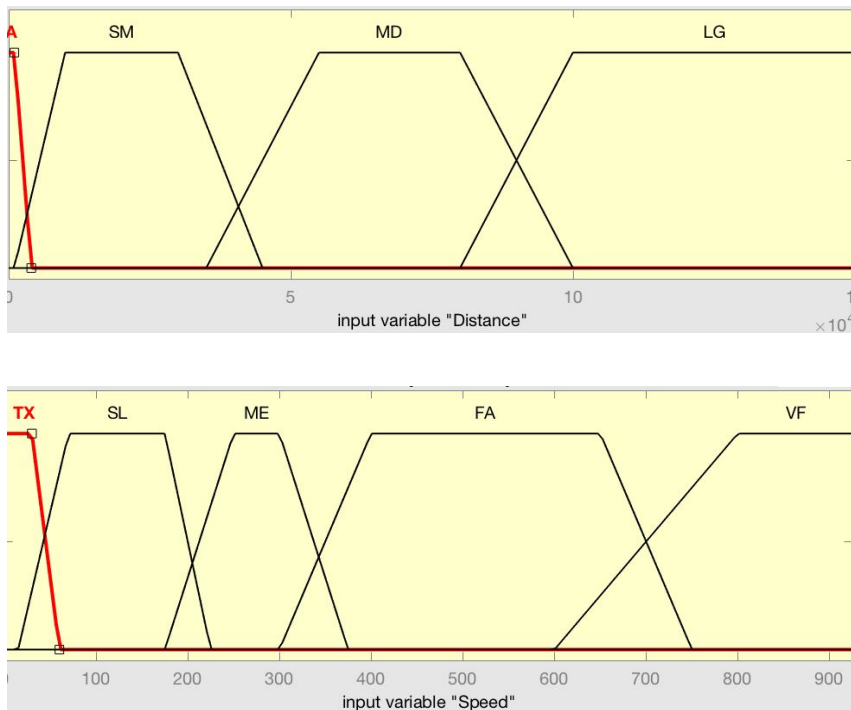 A SM MD LG
0 5 10
input variable "Distance"
×10
TX SL ME FA VF
100 200 300 400 500 600 700 800 900
input variable "Speed"